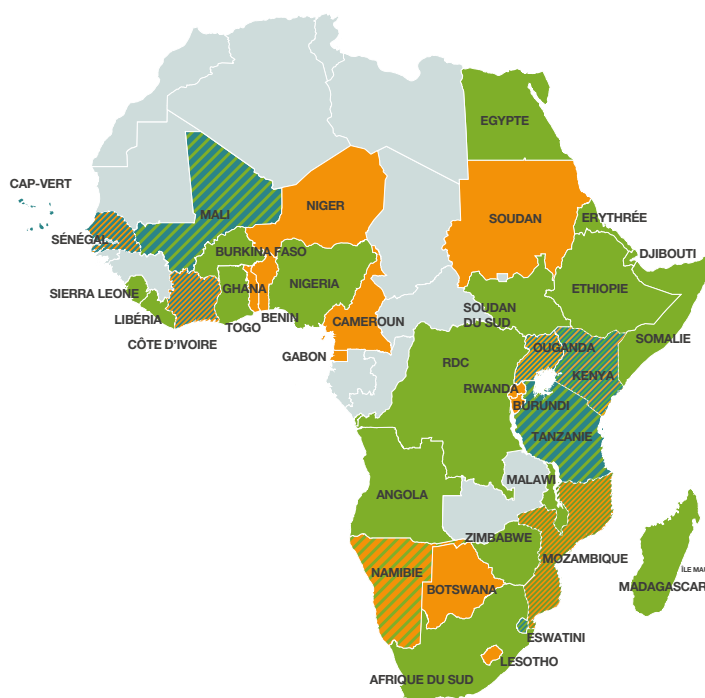 EGYPTE
CAP-VERT
MALI
NIGER
SOUDAN
ERYTHRÉE
SÉNÉGAL
BURKINA FASO
DJIBOUTI
SIERRA LEONE
GHANA
NIGERIA
ETHIOPIE
LIBÉRIA
TOGO
BENIN
CAMEROUN
SOUDAN
DU SUD
CÔTE D'IVOIRE
SOMALIE
GABON
RDC
OUGANDA
KENYA
RWANDA
BURUNDI
TANZANIE
MALAWI
ANGOLA
ZIMBABWE
MOZAMBIQUE
NAMIBIE
BOTSWANA
ÎLE MAU
MADAGASCAR
ESWATINI
LESOTHO
AFRIQUE DU SUD